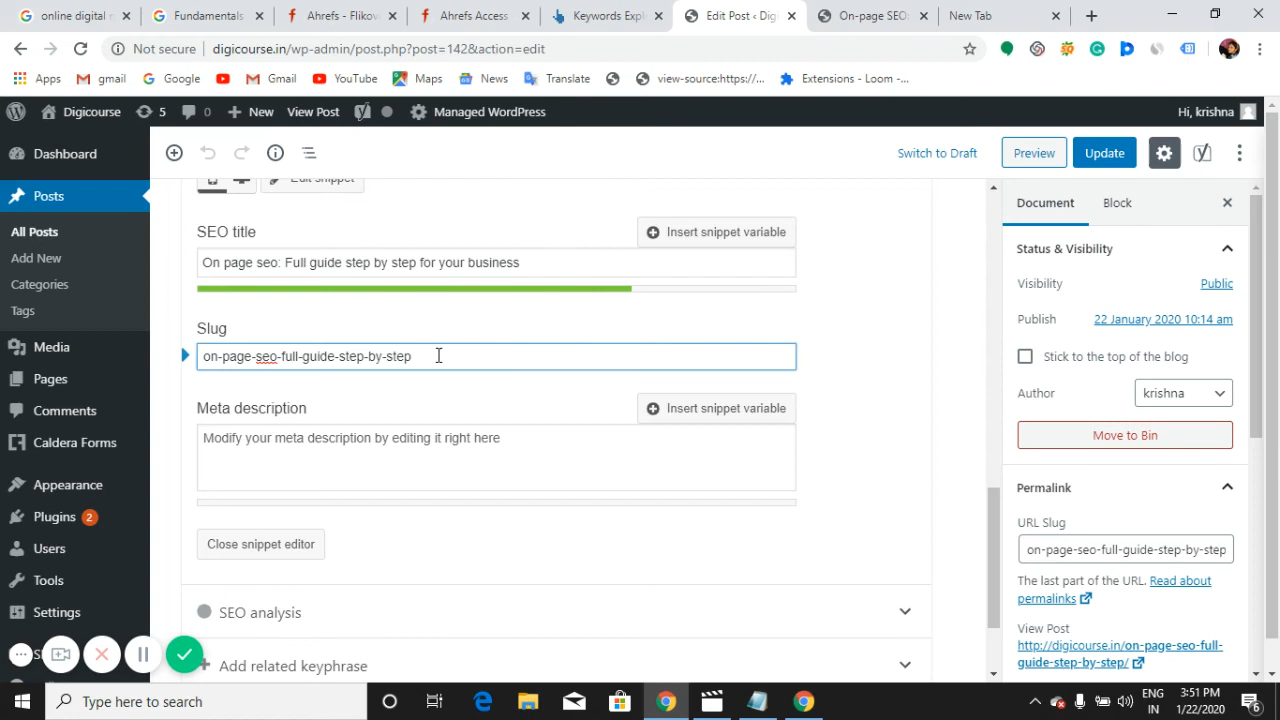 online digital m
Fundamentals
Ahrefs - Fliko
Ahrefs Access
Keywords Expl
Edit Post ‹ Digi
On-page SEO:
New Tab
Not secure
digicourse.in/wp-admin/post.php?post=142&action=edit
Apps
gmail
Google
Gmail
YouTube
Maps
News
Translate
view-source:https://...
Extensions - Loom -...
Digicourse
5
0
New
View Post
Managed WordPress
Hi, krishna
Dashboard
Posts
All Posts
Add New
Categories
Tags
Media
Pages
Comments
Caldera Forms
Appearance
Plugins 2
Users
Tools
Settings
Switch to Draft
Preview
Update
SEO title
Insert snippet variable
On page seo: Full guide step by step for your business
Slug
on-page-seo-full-guide-step-by-step
Meta description
Insert snippet variable
Modify your meta description by editing it right here
Close snippet editor
SEO analysis
Add related keyphrase
Document
Block
Status & Visibility
Visibility
Public
Publish
22 January 2020 10:14 am
Stick to the top of the blog
Author
krishna
Move to Bin
Permalink
URL Slug
on-page-seo-full-guide-step-by-step
The last part of the URL. Read about
permalinks
View Post
http://digicourse.in/on-page-seo-full-
guide-step-by-step/
Type here to search
ENG
IN
3:51 PM
1/22/2020
6